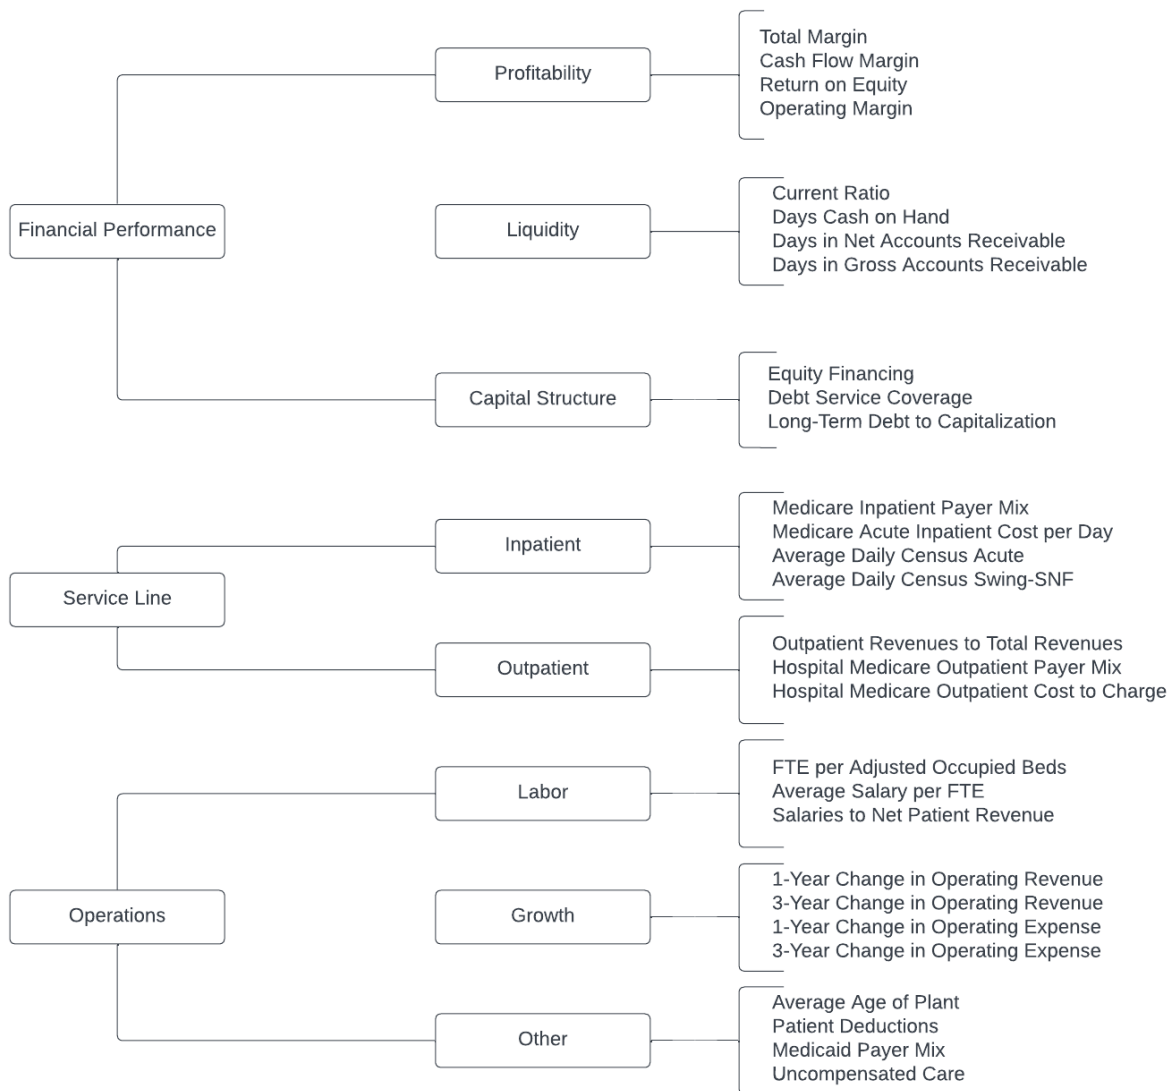 Financial Performance
Profitability
Total Margin
Cash Flow Margin
Return on Equity
Operating Margin
Liquidity
Current Ratio
Days Cash on Hand
Days in Net Accounts Receivable
Days in Gross Accounts Receivable
Capital Structure
Equity Financing
Debt Service Coverage
Long-Term Debt to Capitalization
Service Line
Inpatient
Medicare Inpatient Payer Mix
Medicare Acute Inpatient Cost per Day
Average Daily Census Acute
Average Daily Census Swing-SNF
Outpatient
Outpatient Revenues to Total Revenues
Hospital Medicare Outpatient Payer Mix
Hospital Medicare Outpatient Cost to Charge
Operations
Labor
FTE per Adjusted Occupied Beds
Average Salary per FTE
Salaries to Net Patient Revenue
Growth
1-Year Change in Operating Revenue
3-Year Change in Operating Revenue
1-Year Change in Operating Expense
3-Year Change in Operating Expense
Other
Average Age of Plant
Patient Deductions
Medicaid Payer Mix
Uncompensated Care